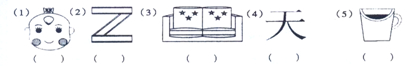 (1) (2) (3) (4) 天 (5)
( ) ( ) ( ) ( ) ( )